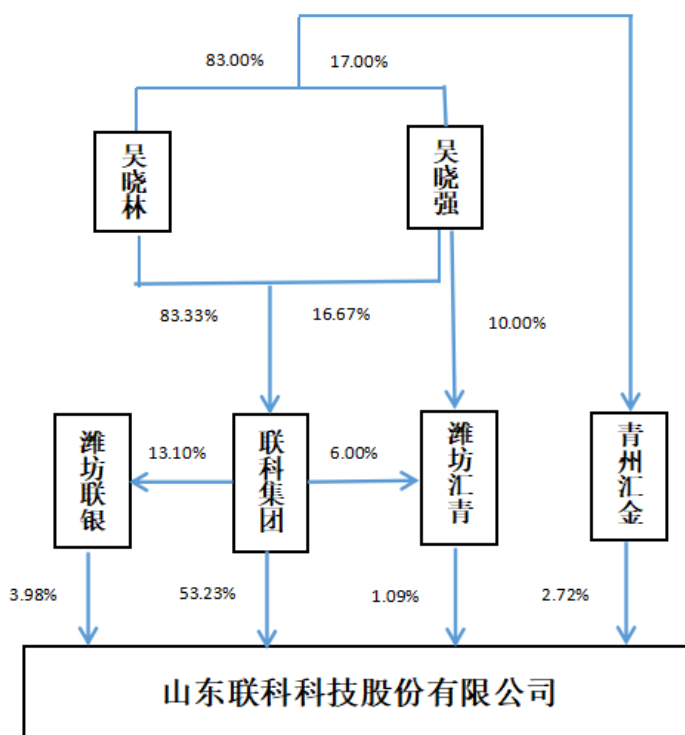 83.00%
17.00%
吴晓林
吴晓强
83.33%
16.67%
10.00%
潍坊联银
13.10%
联科集团
6.00%
潍坊汇青
青州汇金
3.98%
53.23%
1.09%
2.72%
山东联科科技股份有限公司